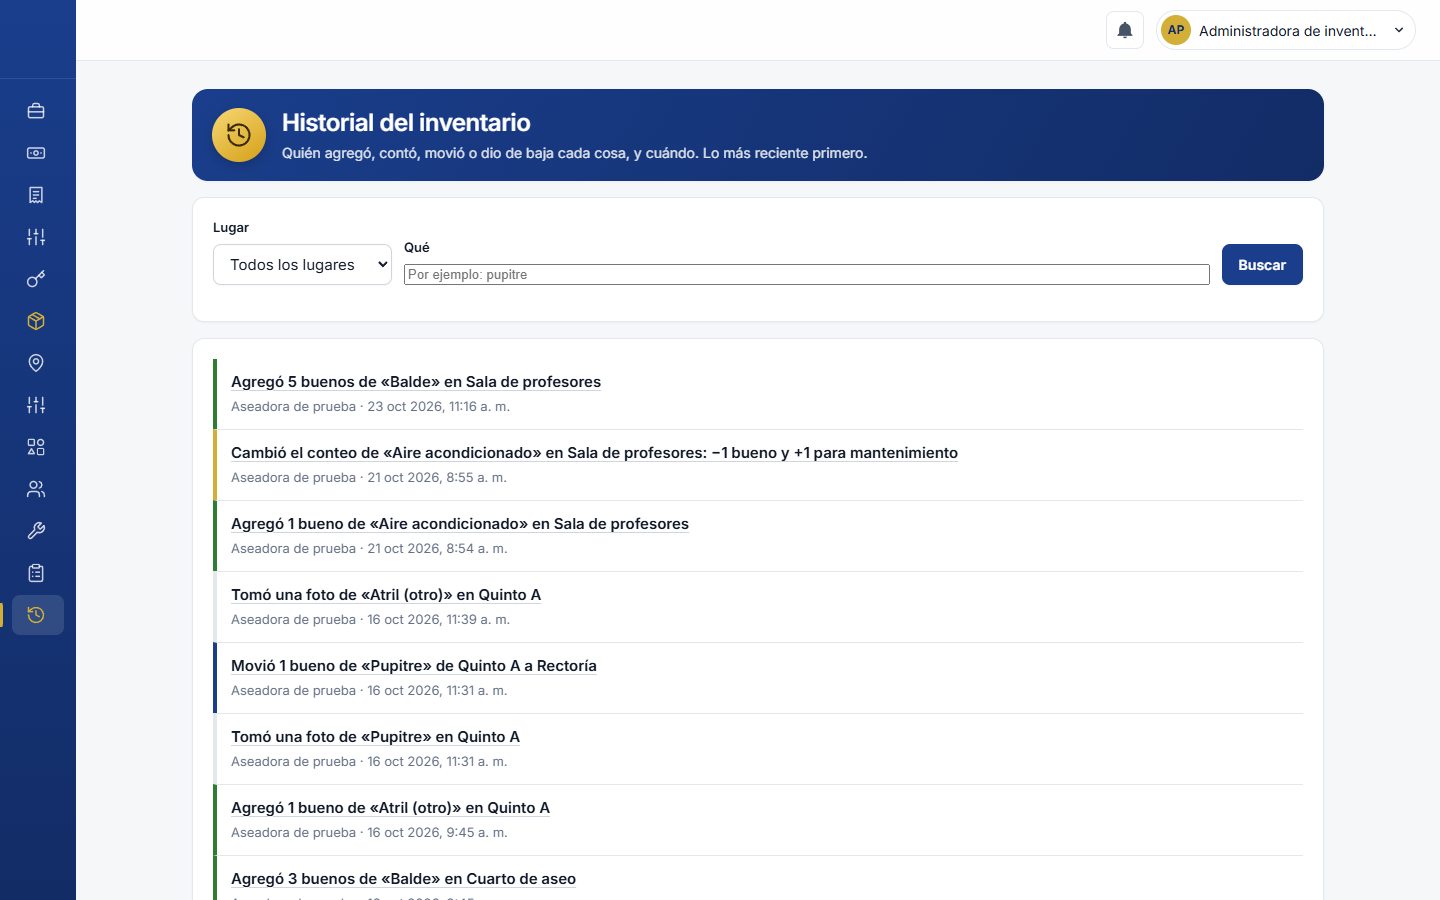 AP
Administradora de invent...
Historial del inventario
Quién agregó, contó, movió o dio de baja cada cosa, y cuándo. Lo más reciente primero.
Lugar
Todos los lugares
Qué
Por ejemplo: pupitre
Buscar
Agregó 5 buenos de «Balde» en Sala de profesores
Aseadora de prueba · 23 oct 2026, 11:16 a. m.
Cambió el conteo de «Aire acondicionado» en Sala de profesores: −1 bueno y +1 para mantenimiento
Aseadora de prueba · 21 oct 2026, 8:55 a. m.
Agregó 1 bueno de «Aire acondicionado» en Sala de profesores
Aseadora de prueba · 21 oct 2026, 8:54 a. m.
Tomó una foto de «Atril (otro)» en Quinto A
Aseadora de prueba · 16 oct 2026, 11:39 a. m.
Movió 1 bueno de «Pupitre» de Quinto A a Rectoría
Aseadora de prueba · 16 oct 2026, 11:31 a. m.
Tomó una foto de «Pupitre» en Quinto A
Aseadora de prueba · 16 oct 2026, 11:31 a. m.
Agregó 1 bueno de «Atril (otro)» en Quinto A
Aseadora de prueba · 16 oct 2026, 9:45 a. m.
Agregó 3 buenos de «Balde» en Cuarto de aseo